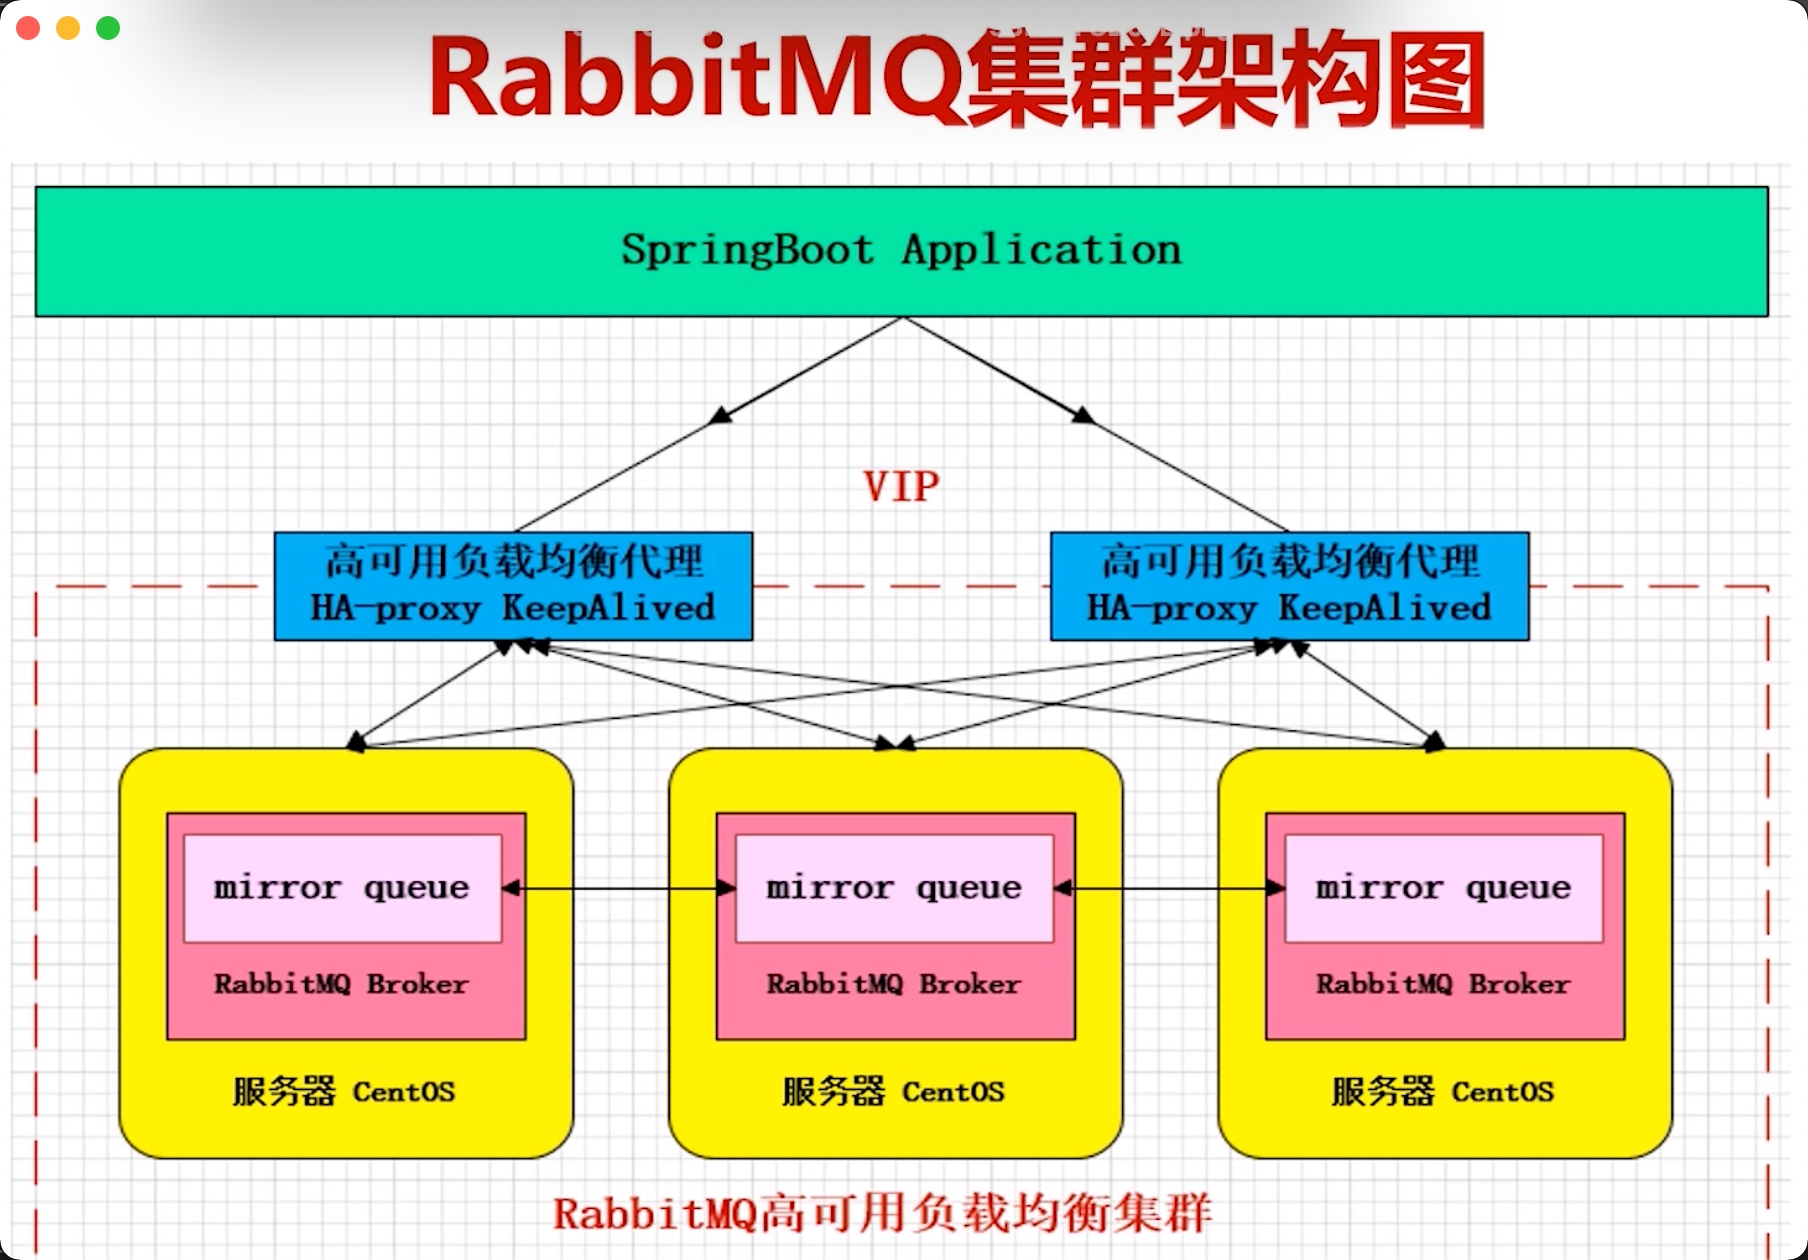 RabbitMQ集群架构图
SpringBoot Application
VIP
高可用负载均衡代理
HA-proxy KeepAlived
高可用负载均衡代理
HA-proxy KeepAlived
mirror queue
RabbitMQ Broker
服务器 CentOS
mirror queue
RabbitMQ Broker
服务器 CentOS
mirror queue
RabbitMQ Broker
服务器 CentOS
RabbitMQ高可用负载均衡集群